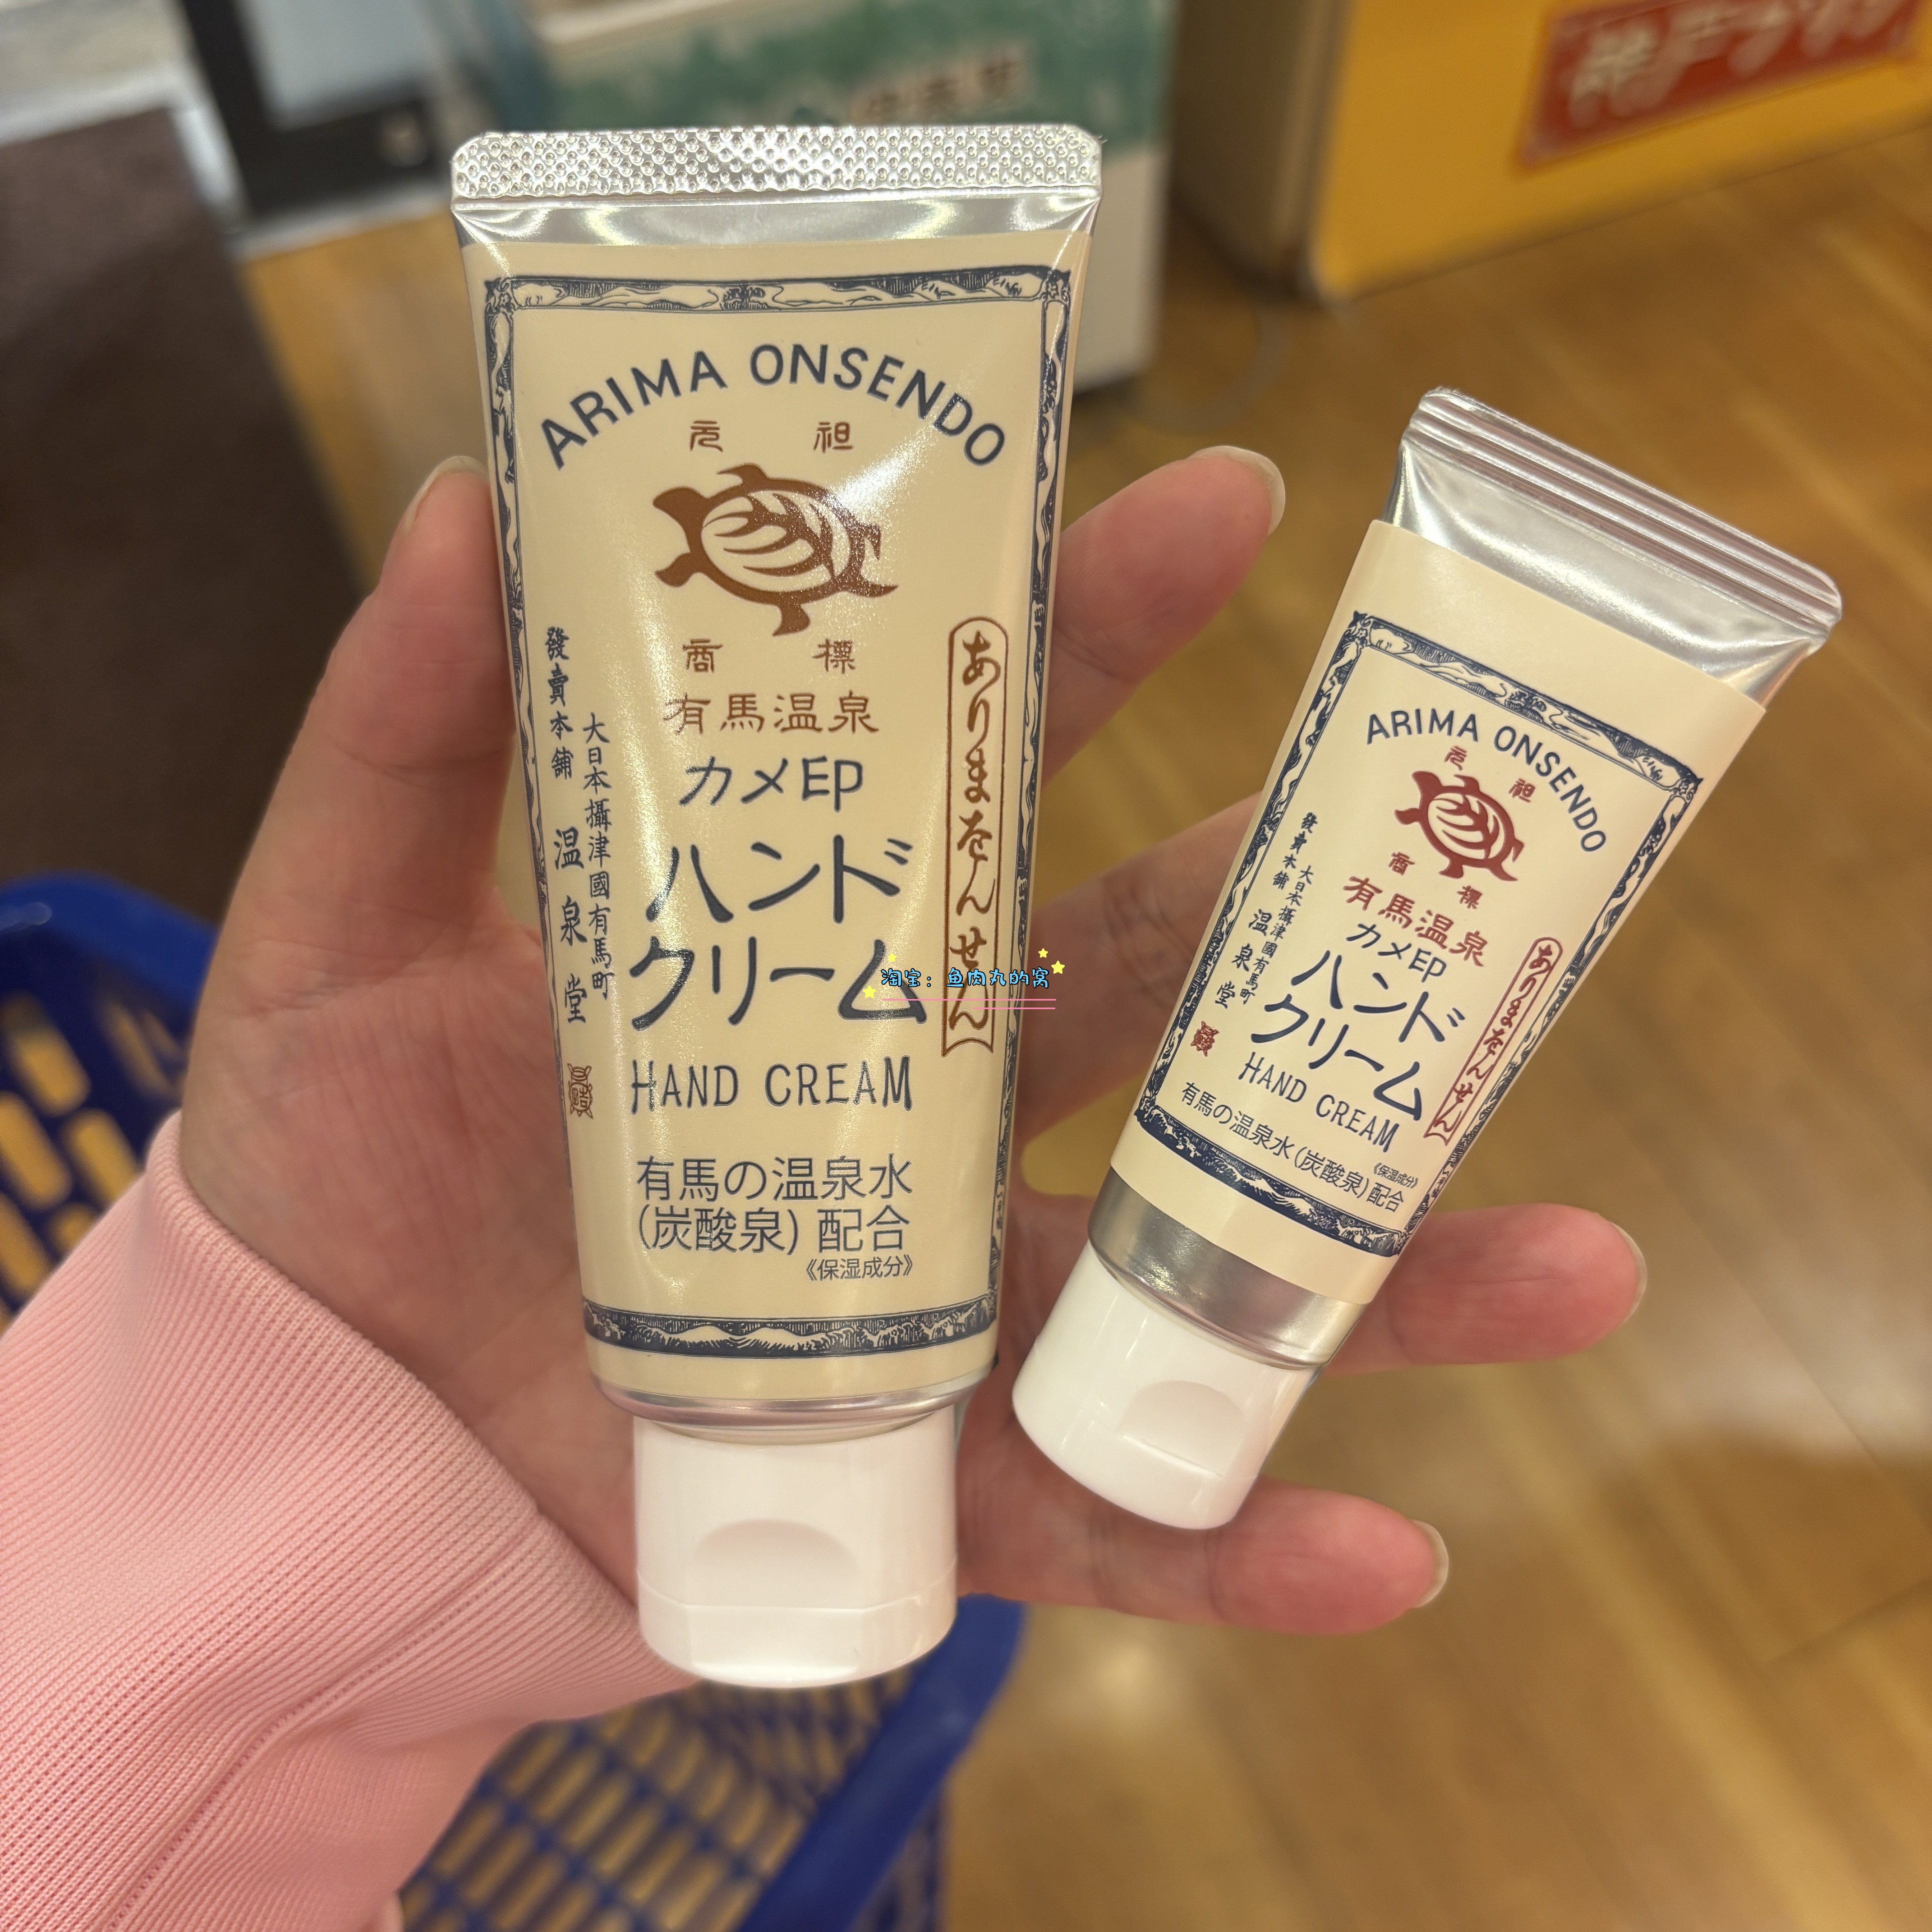 ARIMA ONSENDO
元祖
商標
有馬温泉
カメ印
ハンド
クリーム
HAND CREAM
有馬の温泉水
(炭酸泉) 配合
《保湿成分》
ありまおんせん
大日本攝津國有馬町
發賣本舗 温泉堂
淘宝：鱼肉丸的窝
ARIMA ONSENDO
元祖
商標
有馬温泉
カメ印
ハンド
クリーム
HAND CREAM
有馬の温泉水(炭酸泉)配合
《保湿成分》
ありまおんせん
大日本攝津國有馬町
發賣本舗 温泉堂